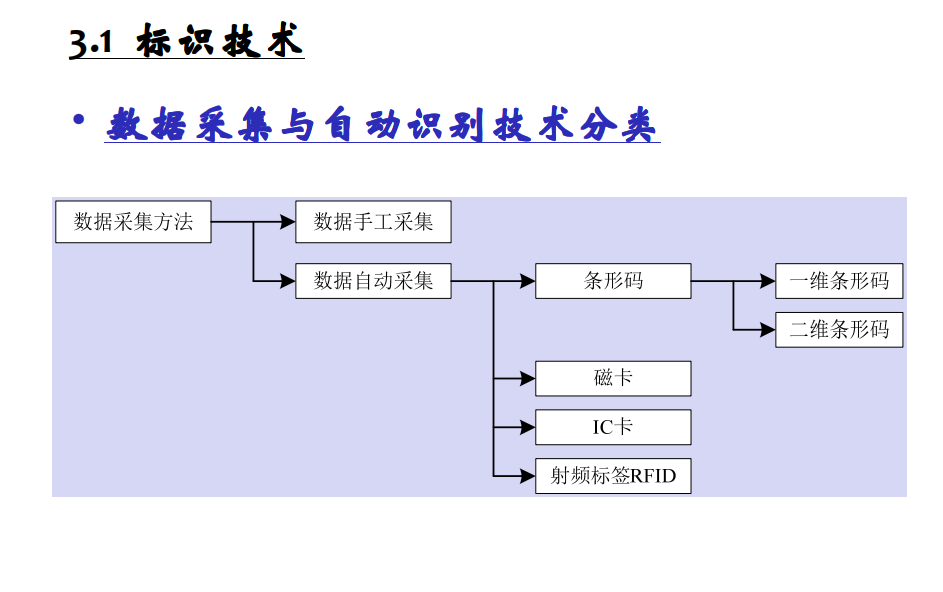 3.1 标识技术
• 数据采集与自动识别技术分类
数据采集方法
数据手工采集
数据自动采集
条形码
一维条形码
二维条形码
磁卡
IC卡
射频标签RFID